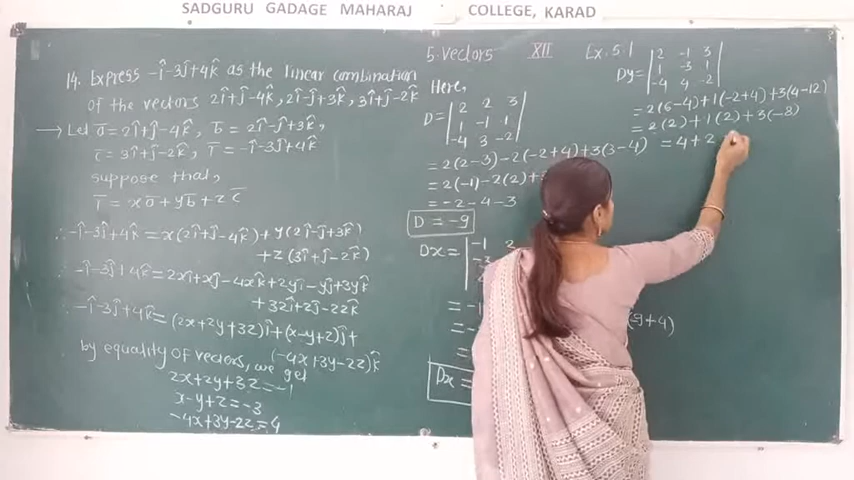 SADGURU GADAGE MAHARAJ COLLEGE, KARAD
5. Vectors XII Ex. 5.1
14. Express -î-3ĵ+4k̂ as the linear combination
of the vectors 2î+ĵ-4k̂, 2î-ĵ+3k̂, 3î+ĵ-2k̂
→ Let a̅ = 2î+ĵ-4k̂, b̅ = 2î-ĵ+3k̂,
c̅ = 3î+ĵ-2k̂, r̅ = -î-3ĵ+4k̂
suppose that,
r̅ = xa̅ + yb̅ + zc̅
∴ -î-3ĵ+4k̂ = x(2î+ĵ-4k̂) + y(2î-ĵ+3k̂)
+ z(3î+ĵ-2k̂)
∴ -î-3ĵ+4k̂ = 2xî+xĵ-4xk̂+2yî-yĵ+3yk̂
+ 3zî+zĵ-2zk̂
∴ -î-3ĵ+4k̂ = (2x+2y+3z)î+(x-y+z)ĵ+
(-4x+3y-2z)k̂
by equality of vectors, we get
2x+2y+3z = -1
x-y+z = -3
-4x+3y-2z = 4
Here,
D = | 2 2 3 |
| 1 -1 1 |
| -4 3 -2 |
= 2(2-3)-2(-2+4)+3(3-4)
= 2(-1)-2(2)+
= -2-4-3
D = -9
Dx = | -1 2
-3
= -1
= -
=
-9+4)
Dx =
Dy = | 2 -1 3 |
| 1 -3 1 |
| -4 4 -2 |
= 2(6-4)+1(-2+4)+3(4-12)
= 2(2)+1(2)+3(-8)
= 4+2